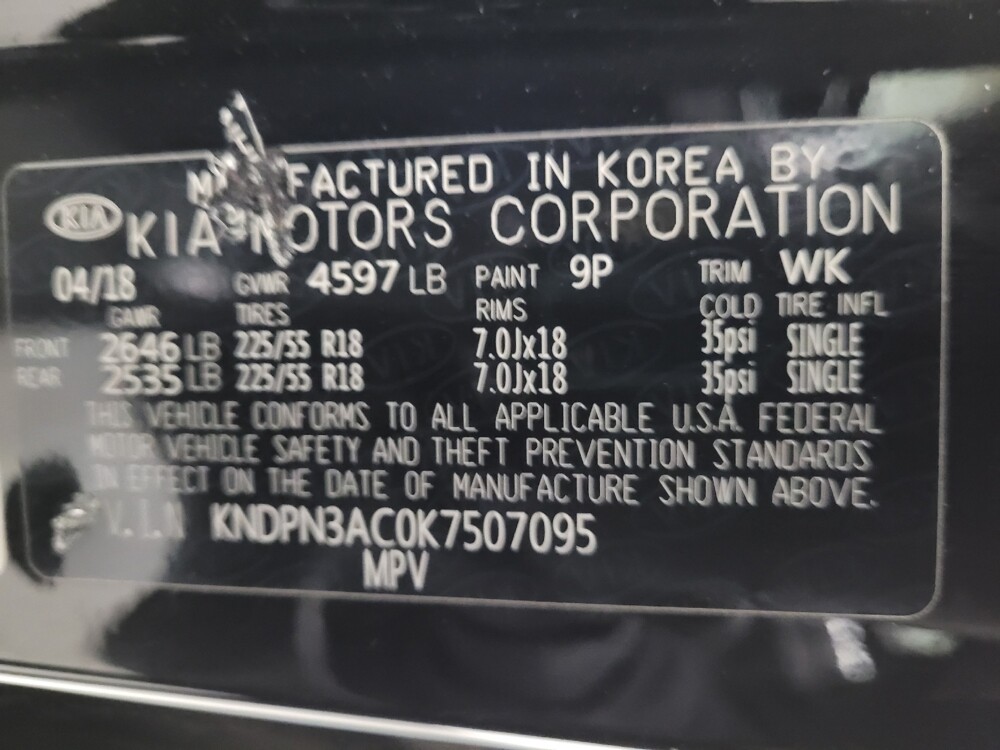 MANUFACTURED IN KOREA BY
KIA KIA MOTORS CORPORATION
04/18 GVWR 4597 LB PAINT 9P TRIM WK
GAWR TIRES RIMS COLD TIRE INFL
FRONT 2646 LB 225/55 R18 7.0Jx18 35psi SINGLE
REAR 2535 LB 225/55 R18 7.0Jx18 35psi SINGLE
THIS VEHICLE CONFORMS TO ALL APPLICABLE U.S.A. FEDERAL
MOTOR VEHICLE SAFETY AND THEFT PREVENTION STANDARDS
IN EFFECT ON THE DATE OF MANUFACTURE SHOWN ABOVE.
V.I.N KNDPN3AC0K7507095
MPV